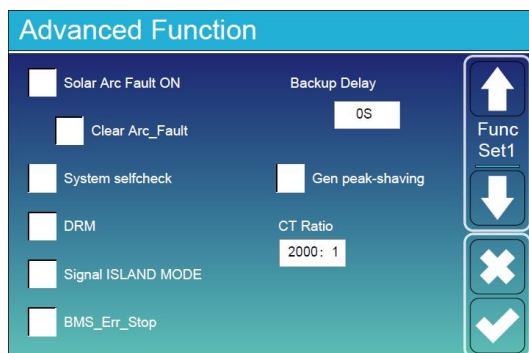 Advanced Function
Solar Arc Fault ON
Clear Arc_Fault
System selfcheck
DRM
Signal ISLAND MODE
BMS_Err_Stop
Backup Delay
0S
Gen peak-shaving
CT Ratio
2000: 1
Func
Set1